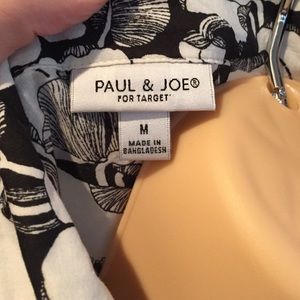 PAUL & JOE®
FOR TARGET
M
MADE IN
BANGLADESH